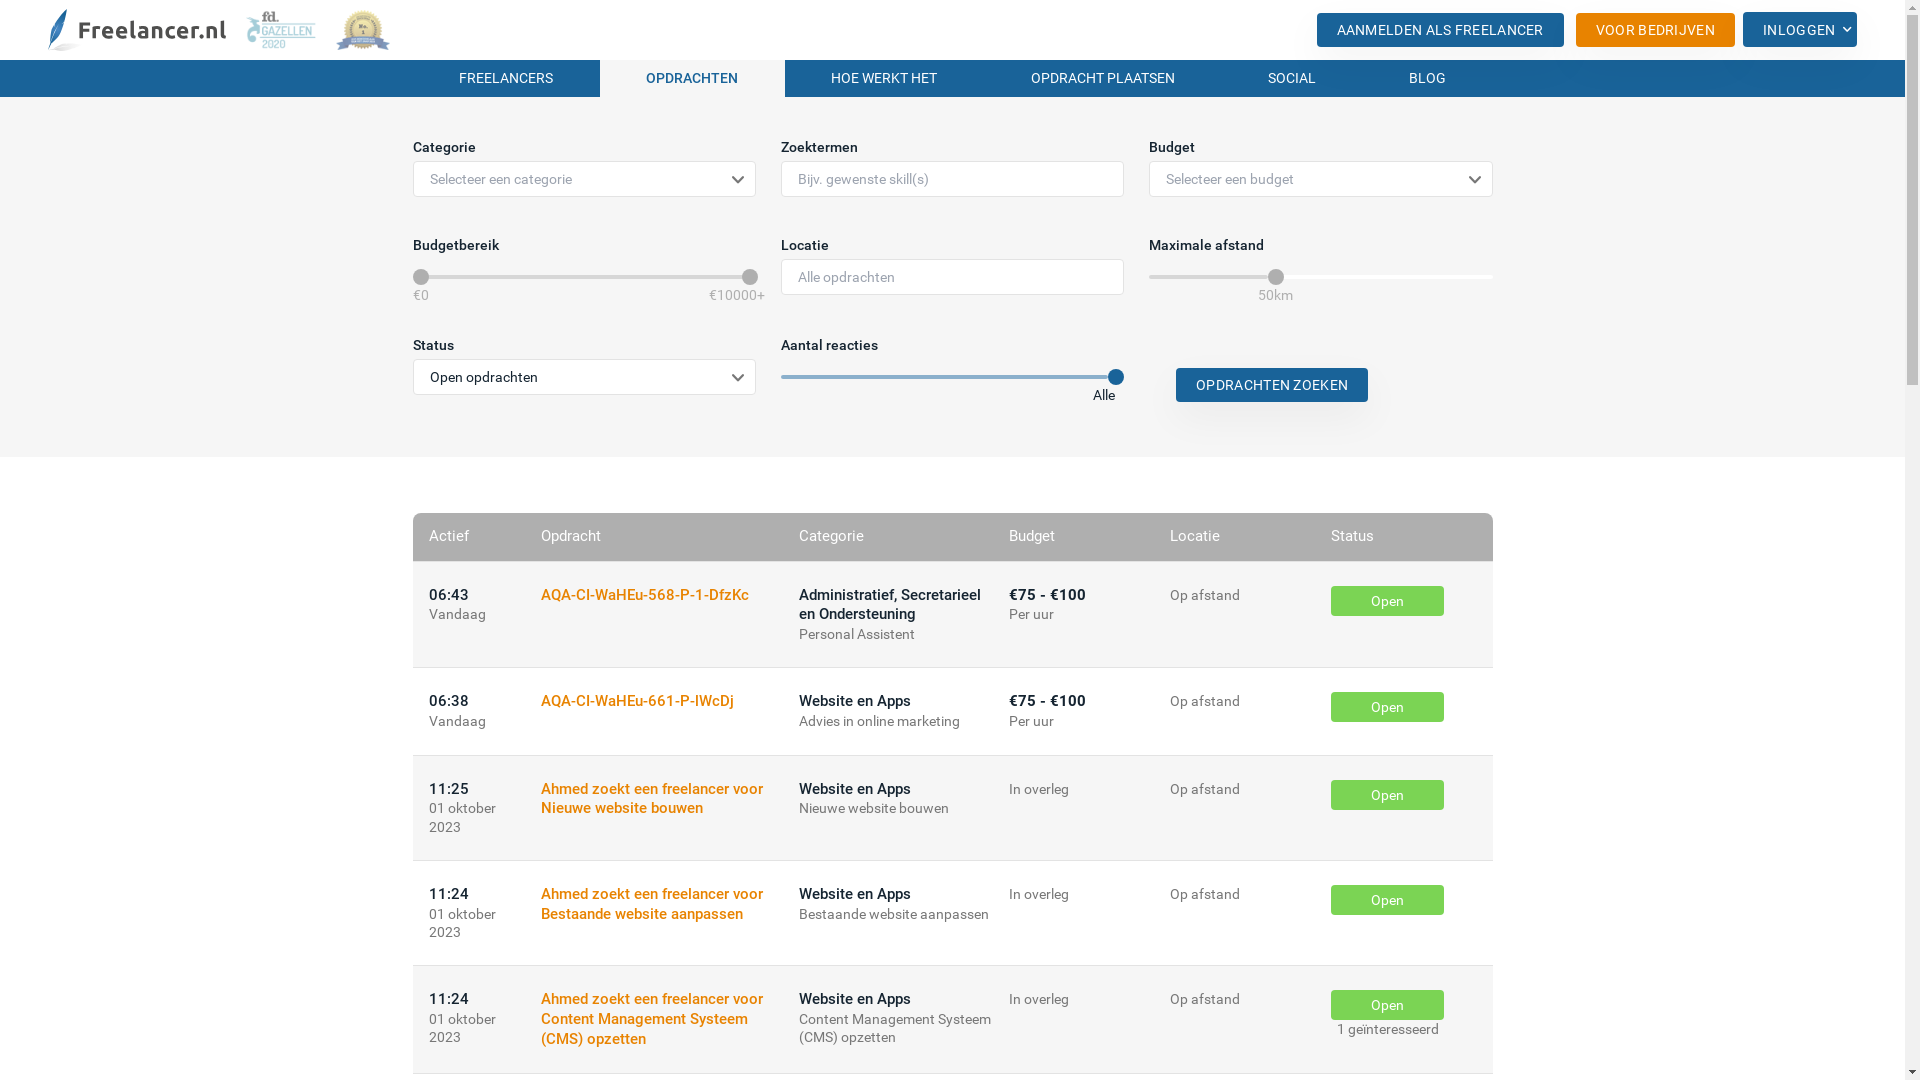 Freelancer.nl
fd.
GAZELLEN
2020
AANMELDEN ALS FREELANCER
VOOR BEDRIJVEN
INLOGGEN
FREELANCERS
OPDRACHTEN
HOE WERKT HET
OPDRACHT PLAATSEN
SOCIAL
BLOG
Categorie
Zoektermen
Budget
Selecteer een categorie
Bijv. gewenste skill(s)
Selecteer een budget
Budgetbereik
Locatie
Maximale afstand
Alle opdrachten
€0
€10000+
50km
Status
Aantal reacties
Open opdrachten
OPDRACHTEN ZOEKEN
Alle
Actief
Opdracht
Categorie
Budget
Locatie
Status
06:43
Vandaag
AQA-CI-WaHEu-568-P-1-DfzKc
Administratief, Secretarieel
en Ondersteuning
Personal Assistent
€75 - €100
Per uur
Op afstand
Open
06:38
Vandaag
AQA-CI-WaHEu-661-P-IWcDj
Website en Apps
Advies in online marketing
€75 - €100
Per uur
Op afstand
Open
11:25
01 oktober
2023
Ahmed zoekt een freelancer voor
Nieuwe website bouwen
Website en Apps
Nieuwe website bouwen
In overleg
Op afstand
Open
11:24
01 oktober
2023
Ahmed zoekt een freelancer voor
Bestaande website aanpassen
Website en Apps
Bestaande website aanpassen
In overleg
Op afstand
Open
11:24
01 oktober
2023
Ahmed zoekt een freelancer voor
Content Management Systeem
(CMS) opzetten
Website en Apps
Content Management Systeem
(CMS) opzetten
In overleg
Op afstand
Open
1 geïnteresseerd